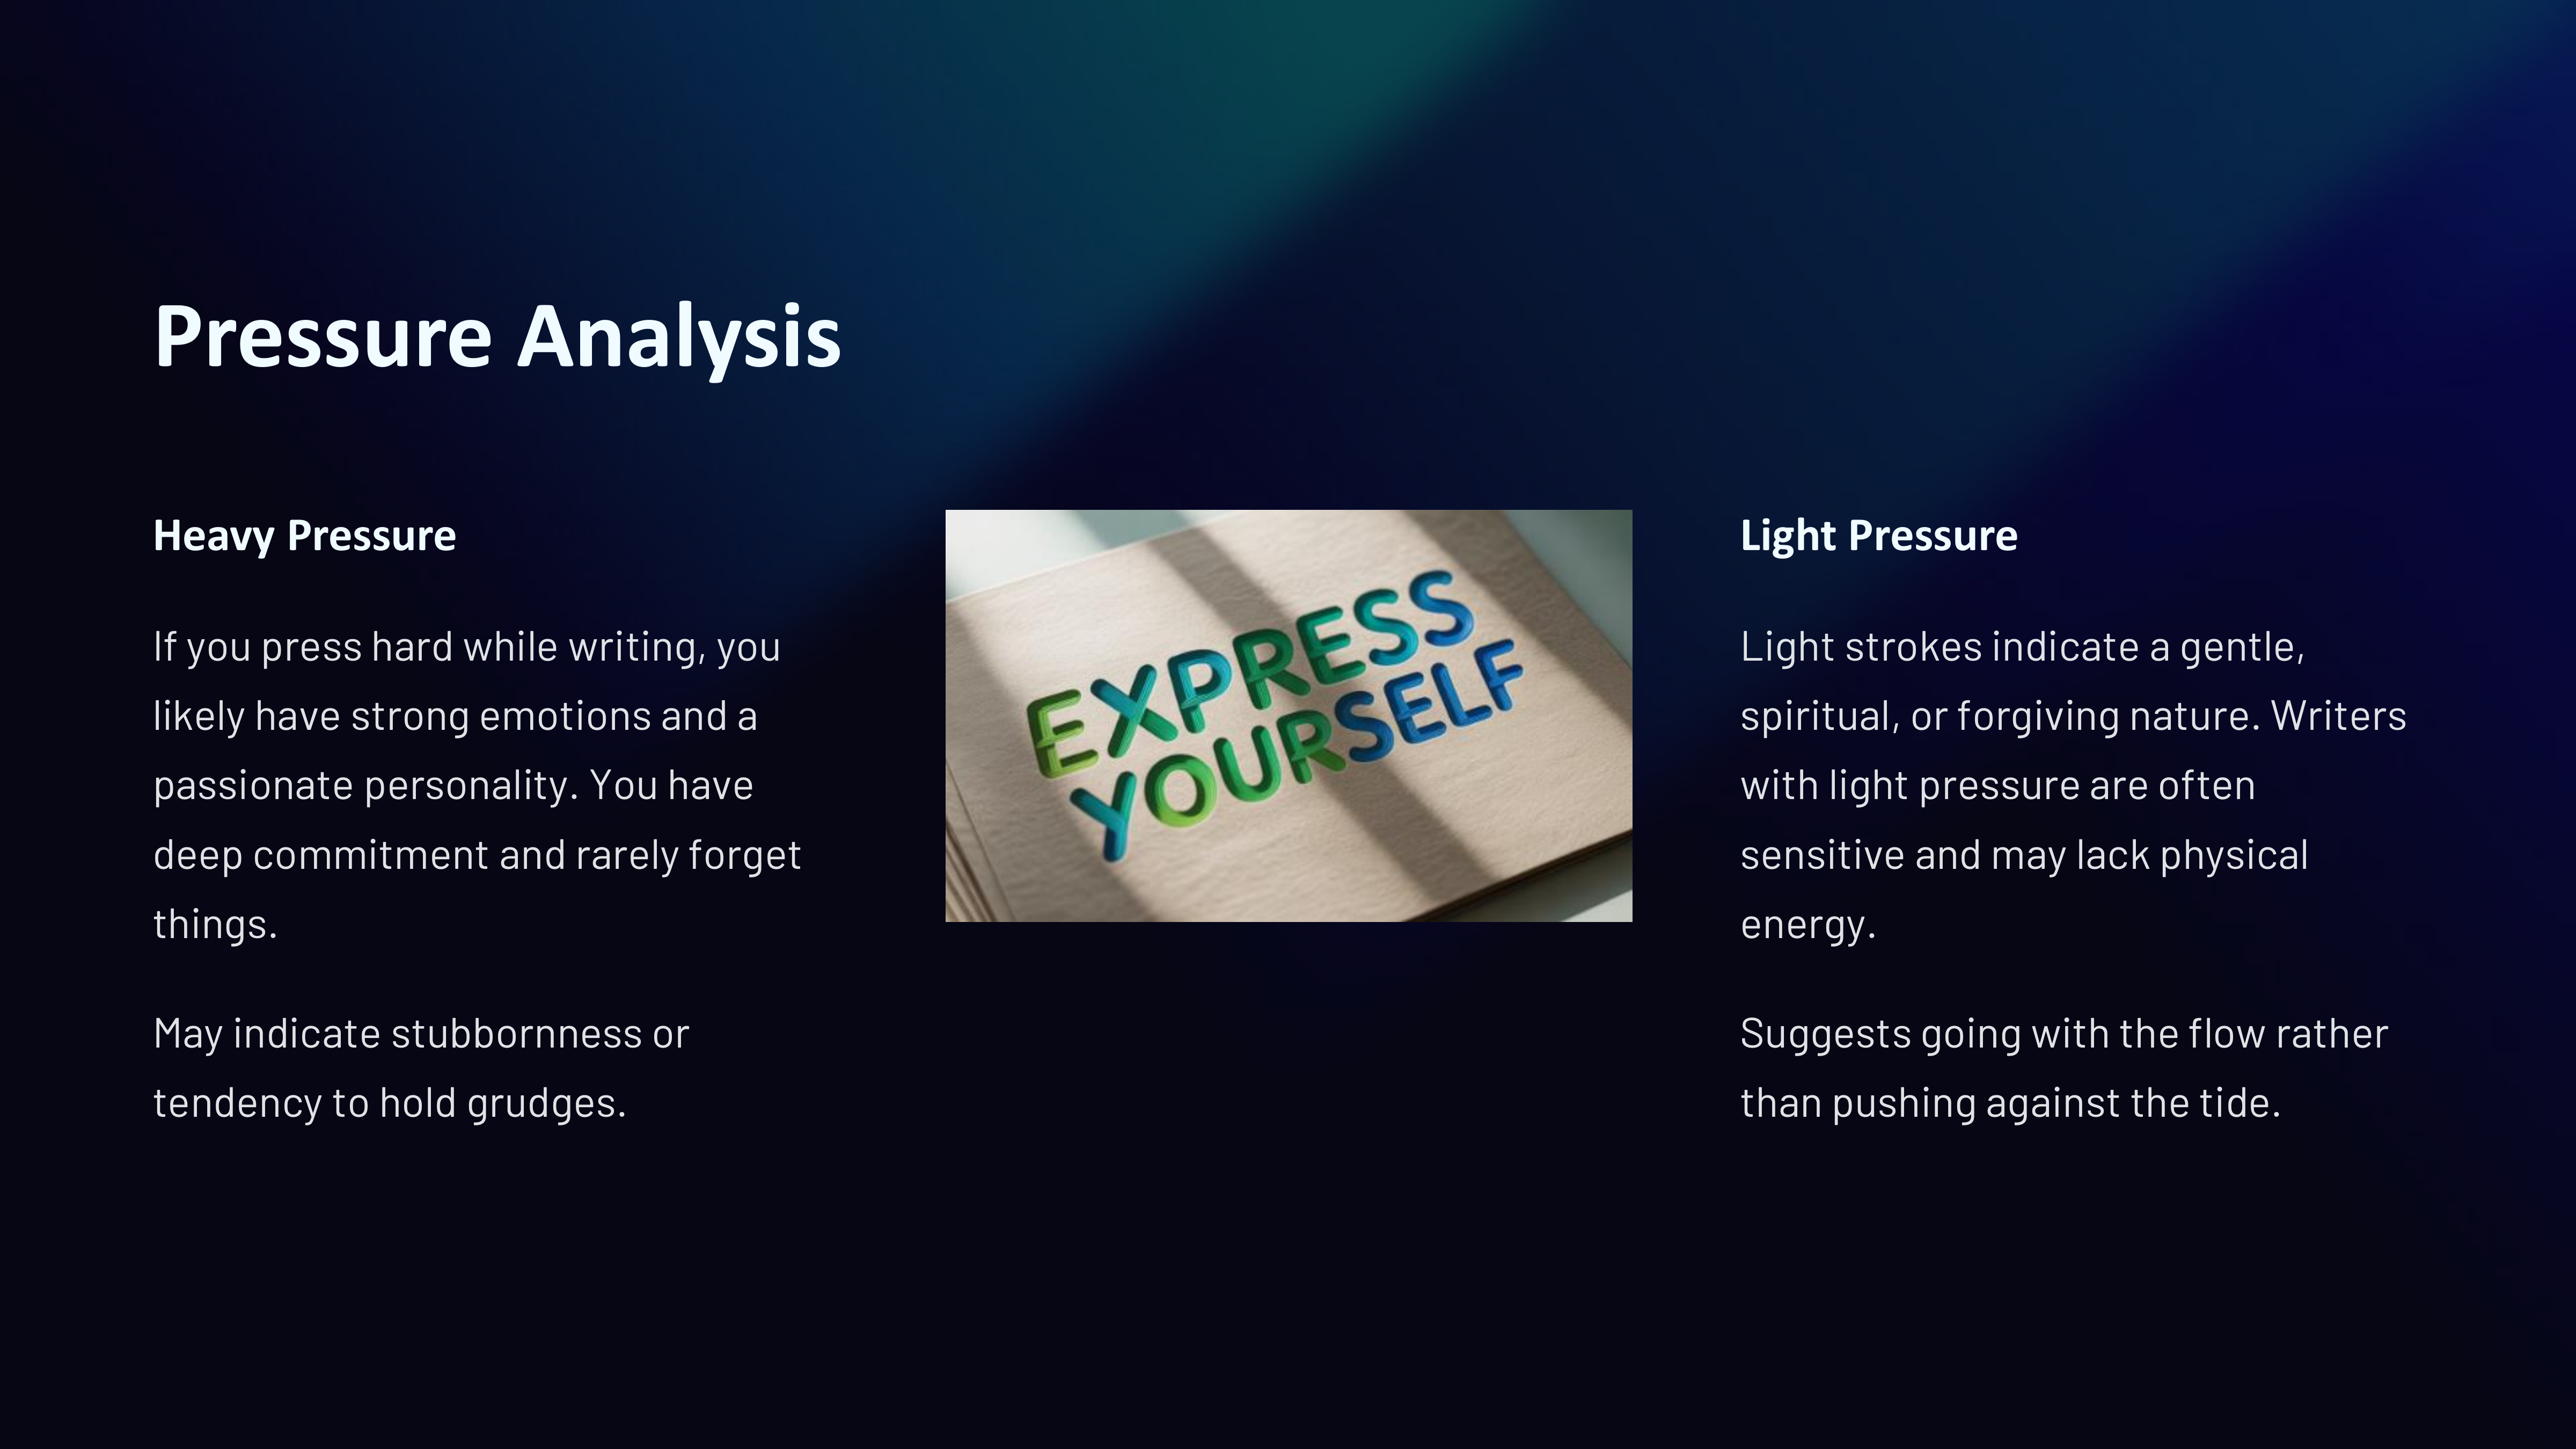 Pressure Analysis
Heavy Pressure
If you press hard while writing, you
likely have strong emotions and a
passionate personality. You have
deep commitment and rarely forget
things.
May indicate stubbornness or
tendency to hold grudges.
EXPRESS
YOURSELF
Light Pressure
Light strokes indicate a gentle,
spiritual, or forgiving nature. Writers
with light pressure are often
sensitive and may lack physical
energy.
Suggests going with the flow rather
than pushing against the tide.